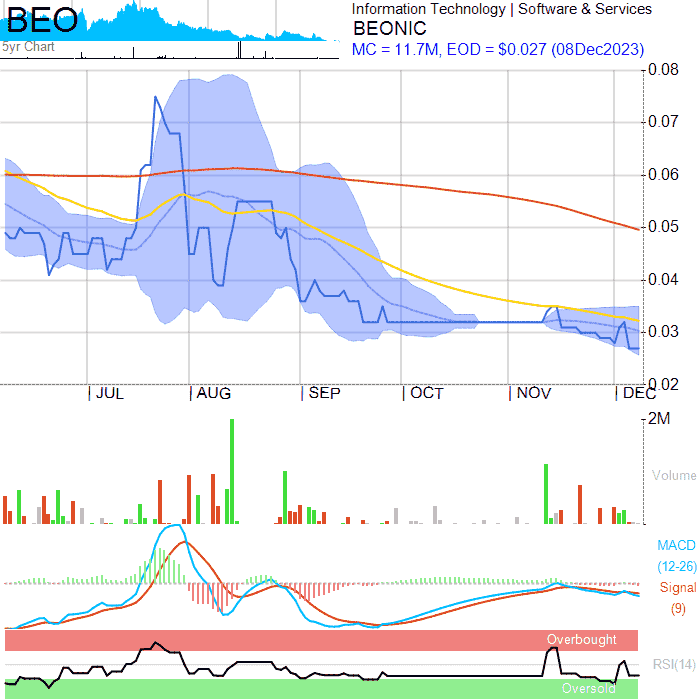 BEO
Information Technology | Software & Services
BEONIC
5yr Chart
MC = 11.7M, EOD = $0.027 (08Dec2023)
0.08
0.07
0.06
0.05
0.04
0.03
0.02
JUL AUG SEP OCT NOV DEC
2M
Volume
MACD
(12-26)
Signal
(9)
Overbought
RSI(14)
Oversold